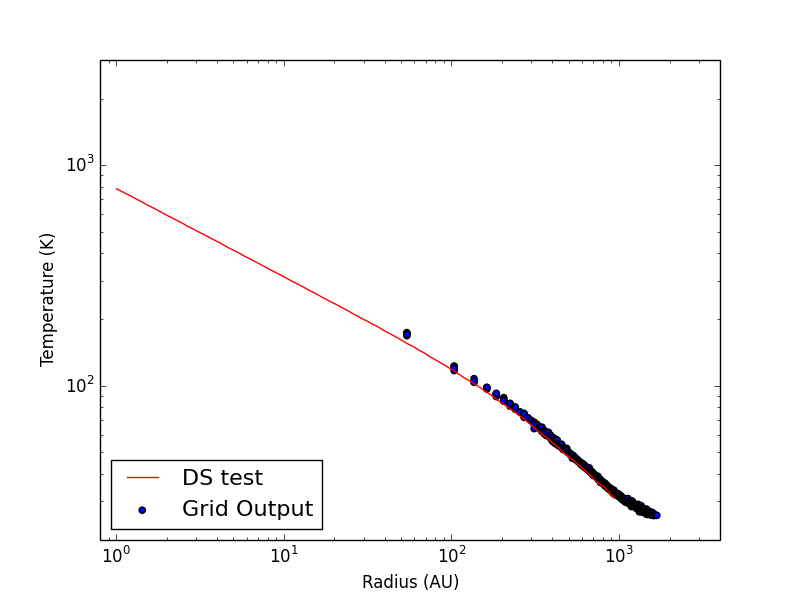 10³
10²
Temperature (K)
DS test
Grid Output
10⁰ 10¹ 10² 10³
Radius (AU)